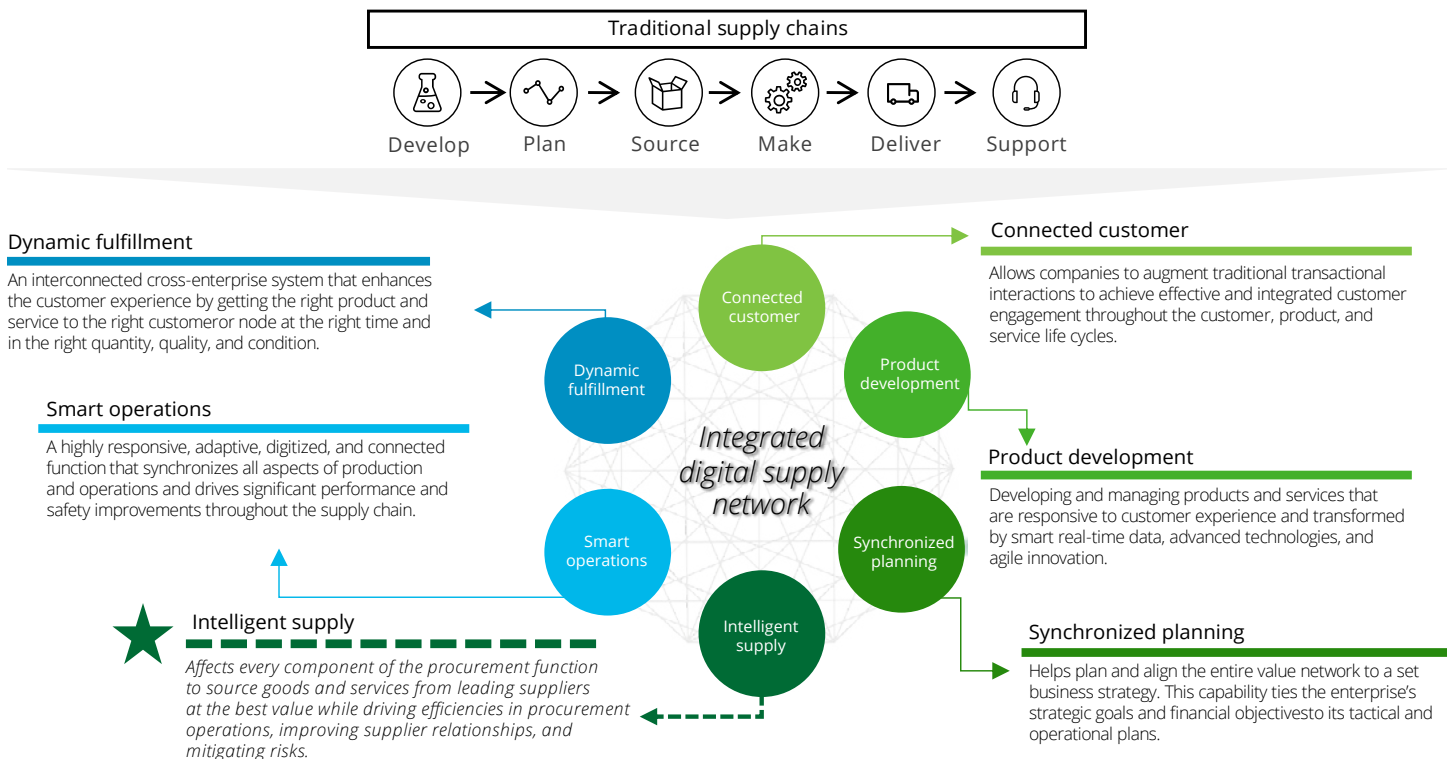 Traditional supply chains
Develop
Plan
Source
Make
Deliver
Support
Dynamic fulfillment
An interconnected cross-enterprise system that enhances
the customer experience by getting the right product and
service to the right customeror node at the right time and
in the right quantity, quality, and condition.
Smart operations
A highly responsive, adaptive, digitized, and connected
function that synchronizes all aspects of production
and operations and drives significant performance and
safety improvements throughout the supply chain.
Intelligent supply
Affects every component of the procurement function
to source goods and services from leading suppliers
at the best value while driving efficiencies in procurement
operations, improving supplier relationships, and
mitigating risks.
Connected
customer
Dynamic
fulfillment
Product
development
Integrated
digital supply
network
Smart
operations
Synchronized
planning
Intelligent
supply
Connected customer
Allows companies to augment traditional transactional
interactions to achieve effective and integrated customer
engagement throughout the customer, product, and
service life cycles.
Product development
Developing and managing products and services that
are responsive to customer experience and transformed
by smart real-time data, advanced technologies, and
agile innovation.
Synchronized planning
Helps plan and align the entire value network to a set
business strategy. This capability ties the enterprise’s
strategic goals and financial objectivesto its tactical and
operational plans.